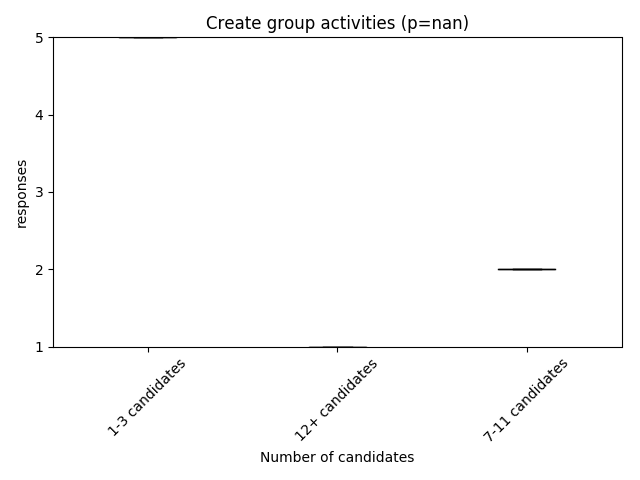 Create group activities (p=nan)
5
4
3
2
1
responses
1-3 candidates
12+ candidates
7-11 candidates
Number of candidates